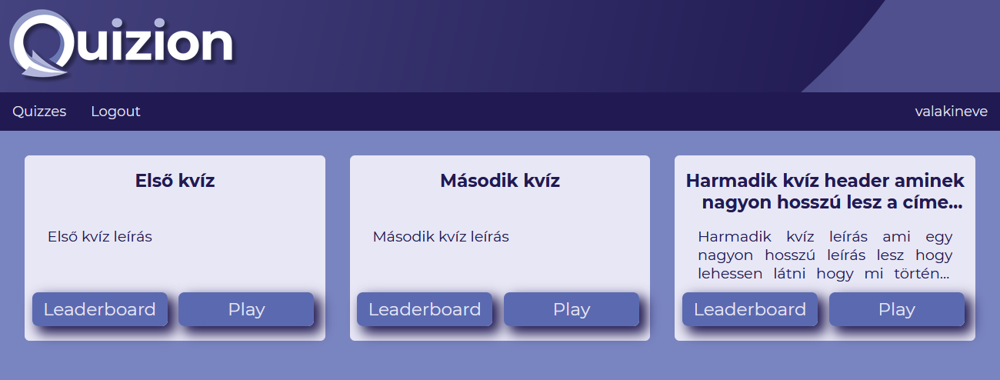 Quizion
Quizzes Logout valakineve
Első kvíz
Első kvíz leírás
Leaderboard Play
Második kvíz
Második kvíz leírás
Leaderboard Play
Harmadik kvíz header aminek
nagyon hosszú lesz a címe...
Harmadik kvíz leírás ami egy
nagyon hosszú leírás lesz hogy
lehessen látni hogy mi történ...
Leaderboard Play